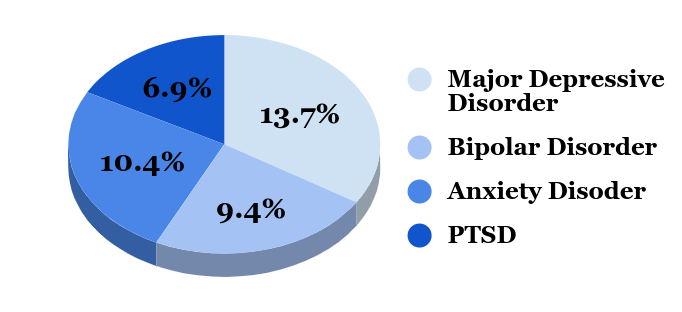 6.9%
13.7%
10.4%
9.4%
Major Depressive
Disorder
Bipolar Disorder
Anxiety Disoder
PTSD